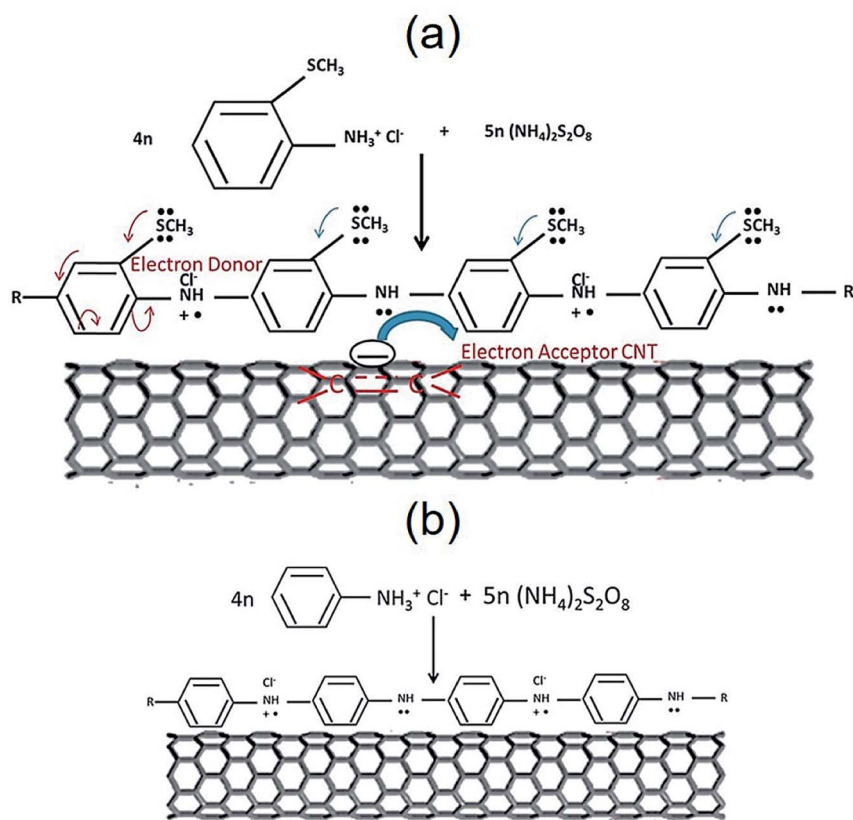 (a)
SCH₃
4n NH₃⁺ Cl⁻ + 5n (NH₄)₂S₂O₈
SCH₃ SCH₃ SCH₃ SCH₃
Electron Donor
Cl⁻ Cl⁻
R NH NH NH NH R
+ • •• + • ••
−
Electron Acceptor CNT
C C
(b)
4n NH₃⁺ Cl⁻ + 5n (NH₄)₂S₂O₈
Cl⁻ Cl⁻
R NH NH NH NH R
+ • •• + • ••